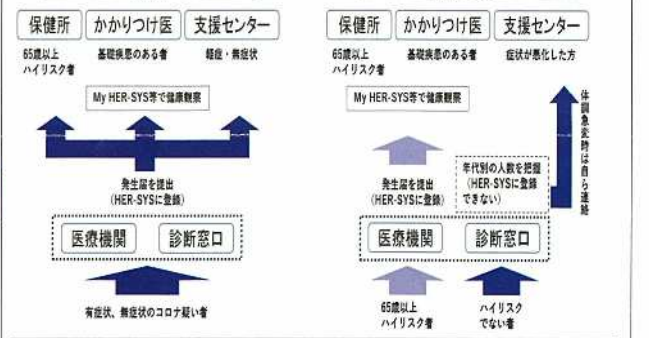 保健所
かかりつけ医
支援センター
65歳以上
ハイリスク者
基礎疾患のある者
軽症・無症状
My HER-SYS等で健康観察
発生届を提出
(HER-SYSに登録)
医療機関
診断窓口
有症状、無症状のコロナ疑い者
保健所
かかりつけ医
支援センター
65歳以上
ハイリスク者
基礎疾患のある者
症状が悪化した方
My HER-SYS等で健康観察
体調急変時は自ら連絡
発生届を提出
(HER-SYSに登録)
年代別の人数を把握
(HER-SYSに登録
できない)
医療機関
診断窓口
65歳以上
ハイリスク者
ハイリスク
でない者